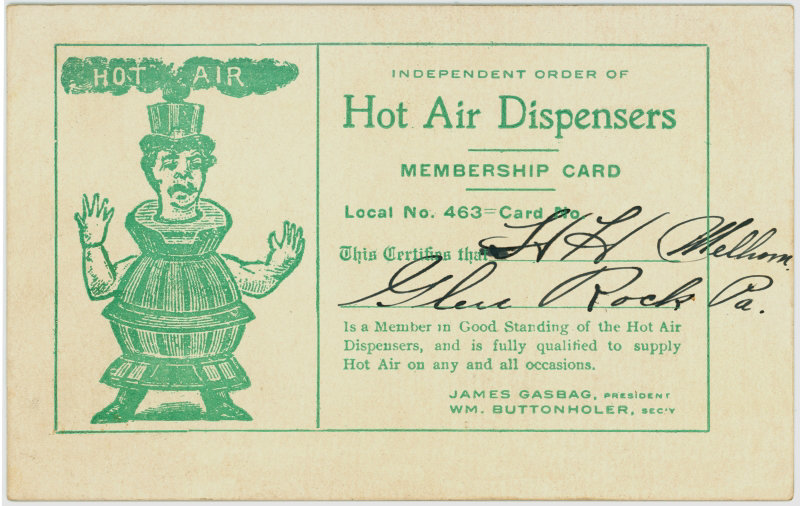 HOT AIR
INDEPENDENT ORDER OF
Hot Air Dispensers
MEMBERSHIP CARD
Local No. 463=Card No
This Certifies that H H Melhorn
Glen Rock Pa.
Is a Member in Good Standing of the Hot Air
Dispensers, and is fully qualified to supply
Hot Air on any and all occasions.
JAMES GASBAG, PRESIDENT
WM. BUTTONHOLER, SEC'Y